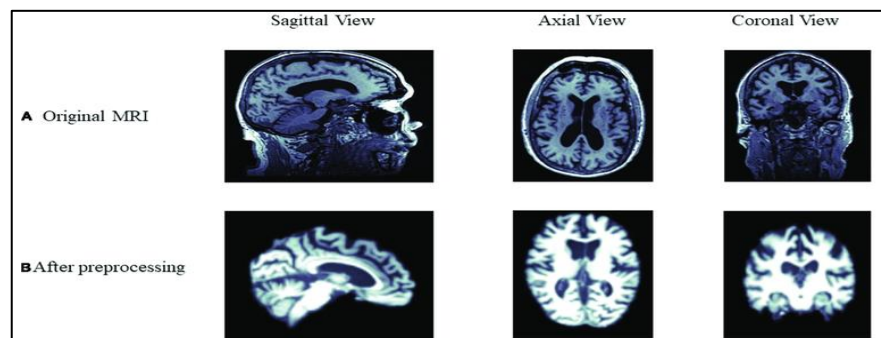 Sagittal View Axial View Coronal View
A Original MRI
B After preprocessing